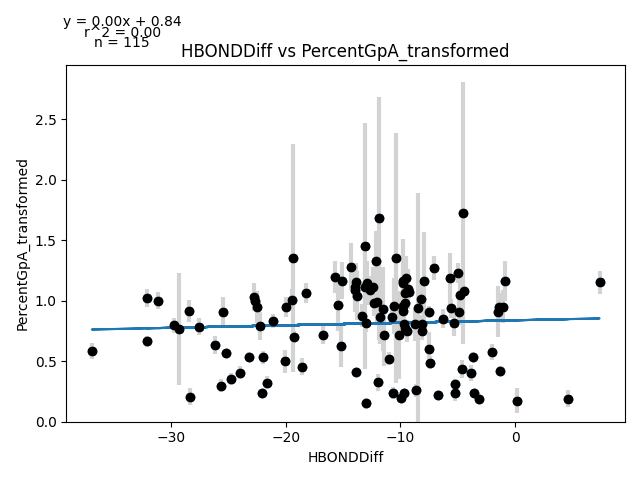 y = 0.00x + 0.84
r^2 = 0.00
n = 115
HBONDDiff vs PercentGpA_transformed
PercentGpA_transformed
2.5
2.0
1.5
1.0
0.5
0.0
−30
−20
−10
0
HBONDDiff